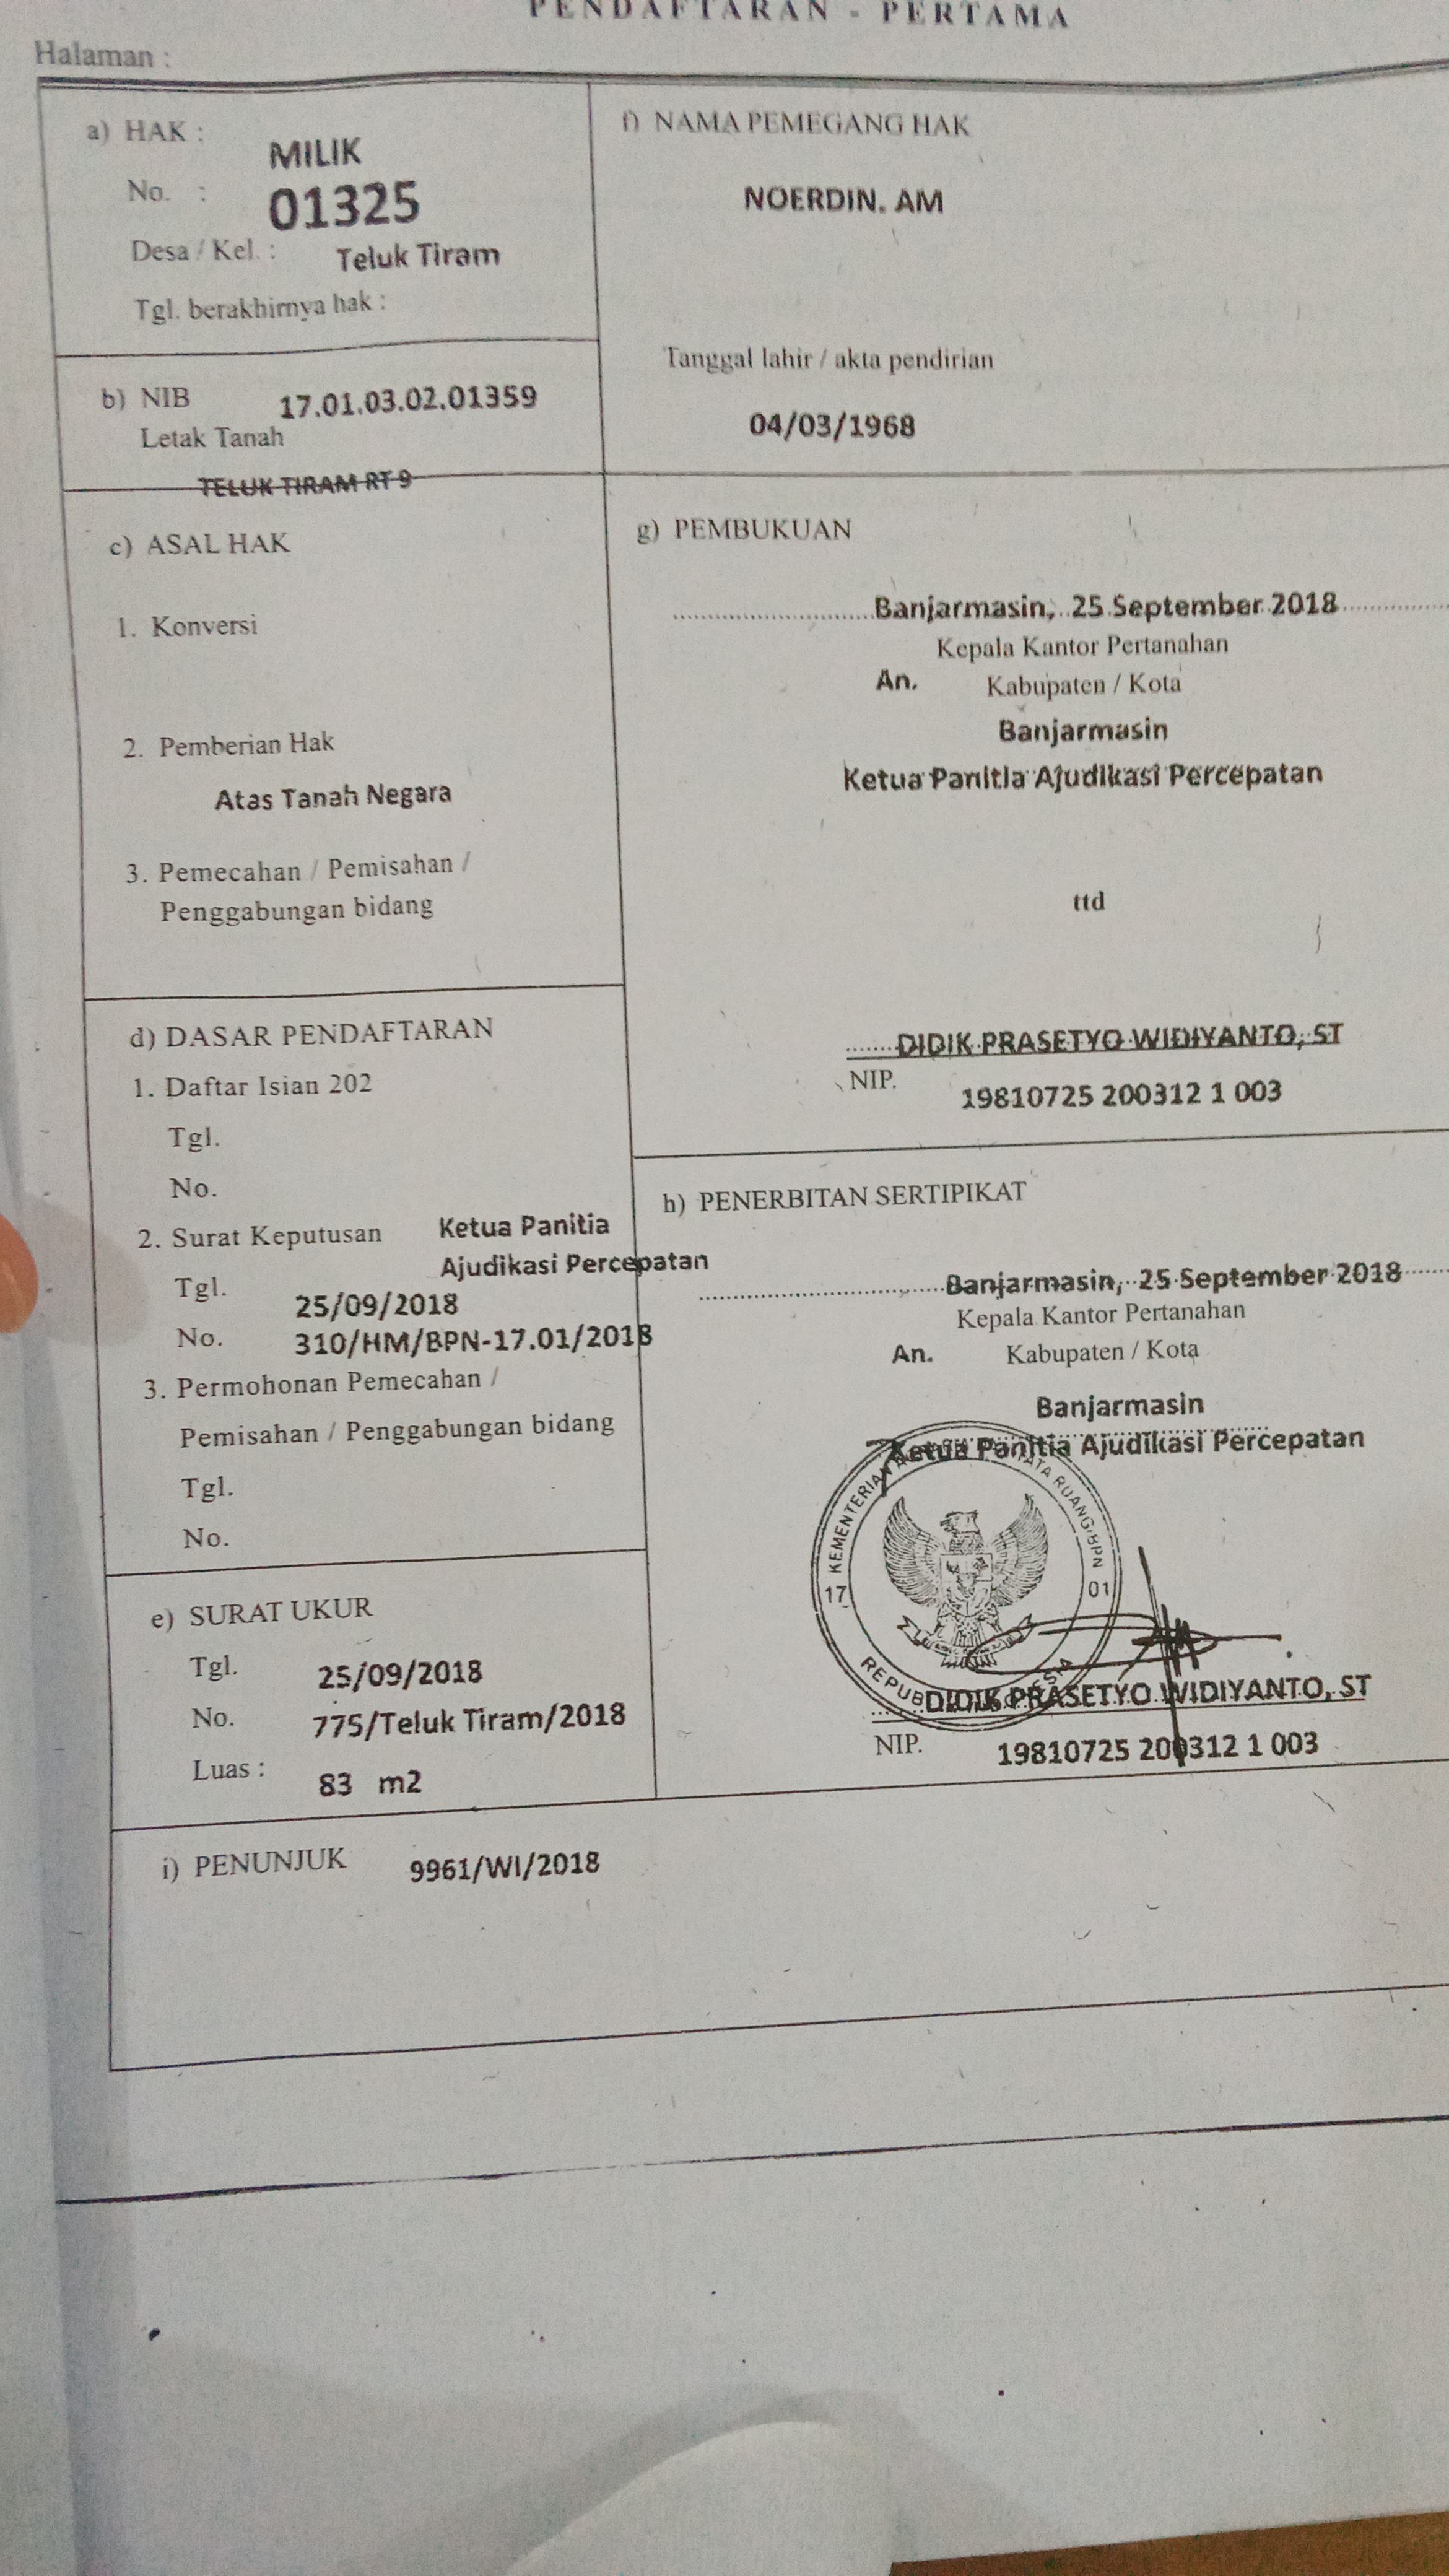 PENDAFTARAN - PERTAMA
Halaman :
a) HAK :
MILIK
No. :
01325
Desa / Kel. :
Teluk Tiram
Tgl. berakhirnya hak :
b) NIB
17.01.03.02.01359
Letak Tanah
TELUK TIRAM RT 9
c) ASAL HAK
1. Konversi
2. Pemberian Hak
Atas Tanah Negara
3. Pemecahan / Pemisahan /
Penggabungan bidang
d) DASAR PENDAFTARAN
1. Daftar Isian 202
Tgl.
No.
2. Surat Keputusan Ketua Panitia
Ajudikasi Percepatan
Tgl. 25/09/2018
No. 310/HM/BPN-17.01/2018
3. Permohonan Pemecahan /
Pemisahan / Penggabungan bidang
Tgl.
No.
e) SURAT UKUR
Tgl. 25/09/2018
No. 775/Teluk Tiram/2018
Luas : 83 m2
f) NAMA PEMEGANG HAK
NOERDIN. AM
Tanggal lahir / akta pendirian
04/03/1968
g) PEMBUKUAN
Banjarmasin, 25 September 2018
Kepala Kantor Pertanahan
An. Kabupaten / Kota
Banjarmasin
Ketua Panitia Ajudikasi Percepatan
ttd
DIDIK PRASETYO WIDIYANTO, ST
NIP. 19810725 200312 1 003
h) PENERBITAN SERTIPIKAT
Banjarmasin, 25 September 2018
Kepala Kantor Pertanahan
An. Kabupaten / Kota
Banjarmasin
Ketua Panitia Ajudikasi Percepatan
KEMENTERIAN TATA RUANG/BPN
17 01
DIDIK PRASETYO WIDIYANTO, ST
NIP. 19810725 200312 1 003
i) PENUNJUK 9961/WI/2018